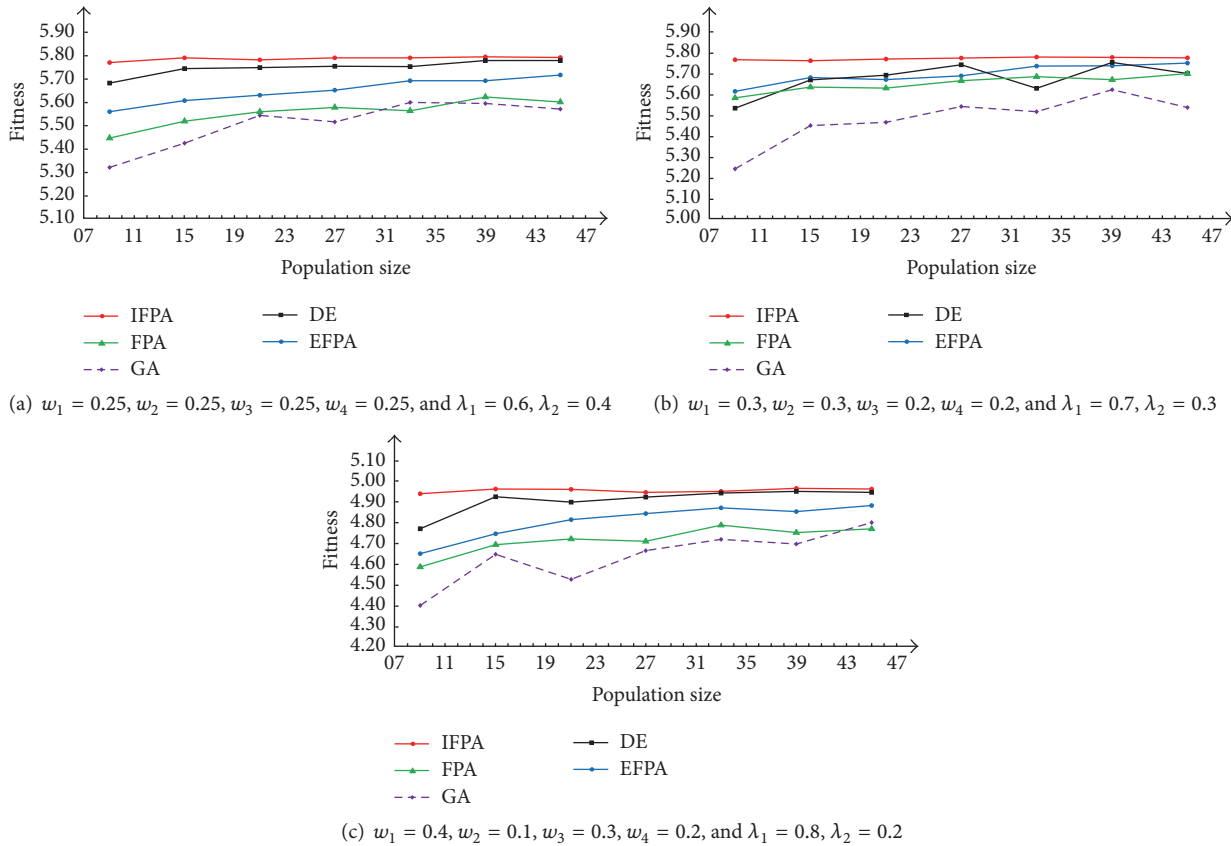 5.90
5.80
5.70
5.60
5.50
5.40
5.30
5.20
5.10
Fitness
07 11 15 19 23 27 31 35 39 43 47
Population size
IFPA DE
FPA EFPA
GA
(a) w1 = 0.25, w2 = 0.25, w3 = 0.25, w4 = 0.25, and λ1 = 0.6, λ2 = 0.4
5.90
5.80
5.70
5.60
5.50
5.40
5.30
5.20
5.10
5.00
Fitness
07 11 15 19 23 27 31 35 39 43 47
Population size
IFPA DE
FPA EFPA
GA
(b) w1 = 0.3, w2 = 0.3, w3 = 0.2, w4 = 0.2, and λ1 = 0.7, λ2 = 0.3
5.10
5.00
4.90
4.80
4.70
4.60
4.50
4.40
4.30
4.20
Fitness
07 11 15 19 23 27 31 35 39 43 47
Population size
IFPA DE
FPA EFPA
GA
(c) w1 = 0.4, w2 = 0.1, w3 = 0.3, w4 = 0.2, and λ1 = 0.8, λ2 = 0.2